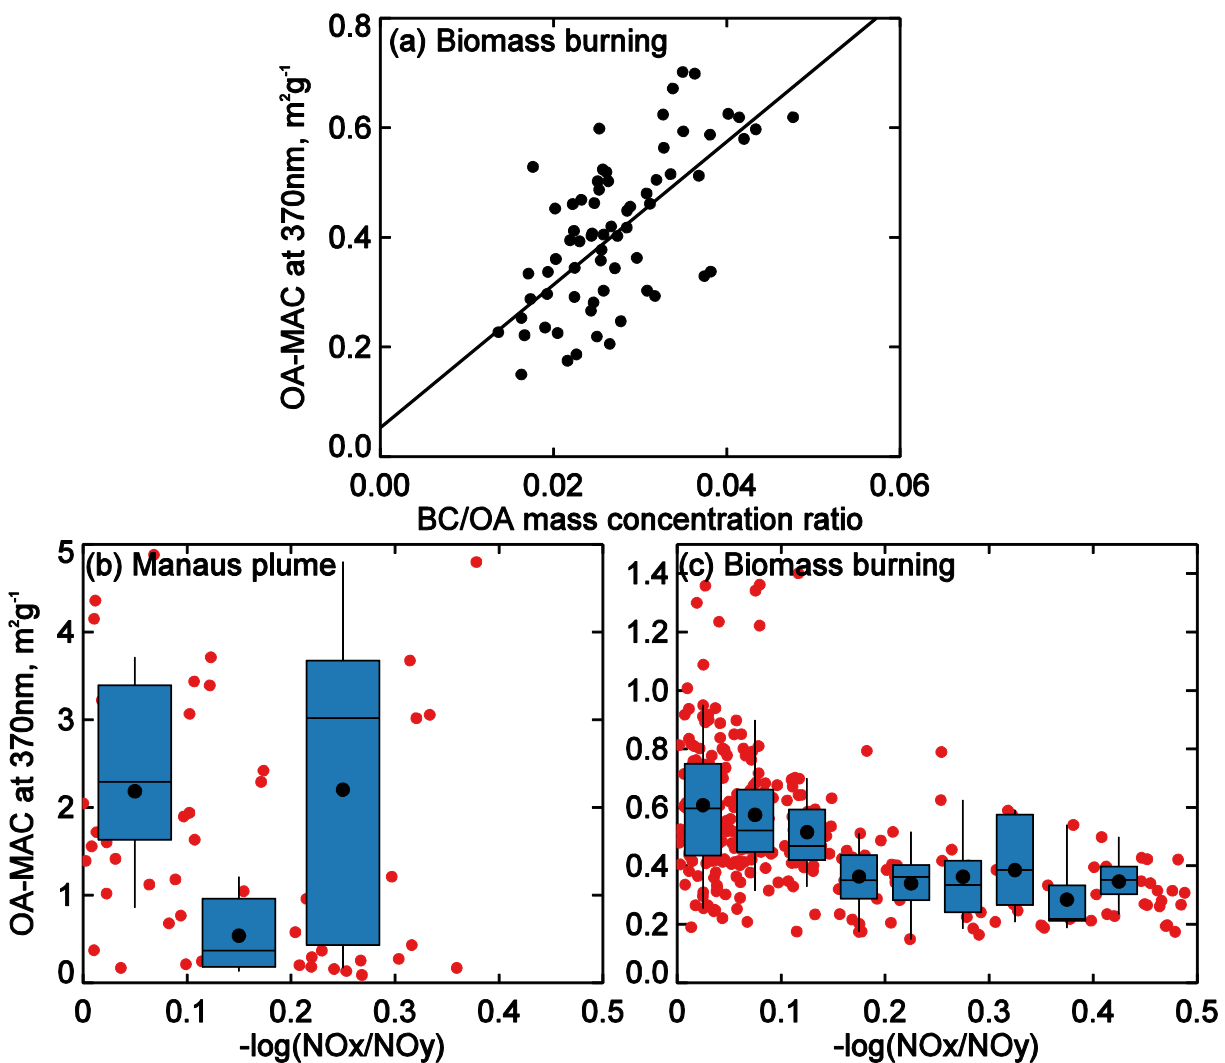 (a) Biomass burning
OA-MAC at 370nm, m²g⁻¹
0.8
0.6
0.4
0.2
0.0
0.00 0.02 0.04 0.06
BC/OA mass concentration ratio
(b) Manaus plume
OA-MAC at 370nm, m²g⁻¹
5
4
3
2
1
0
0 0.1 0.2 0.3 0.4 0.5
-log(NOx/NOy)
(c) Biomass burning
1.4
1.2
1.0
0.8
0.6
0.4
0.2
0.0
0 0.1 0.2 0.3 0.4 0.5
-log(NOx/NOy)